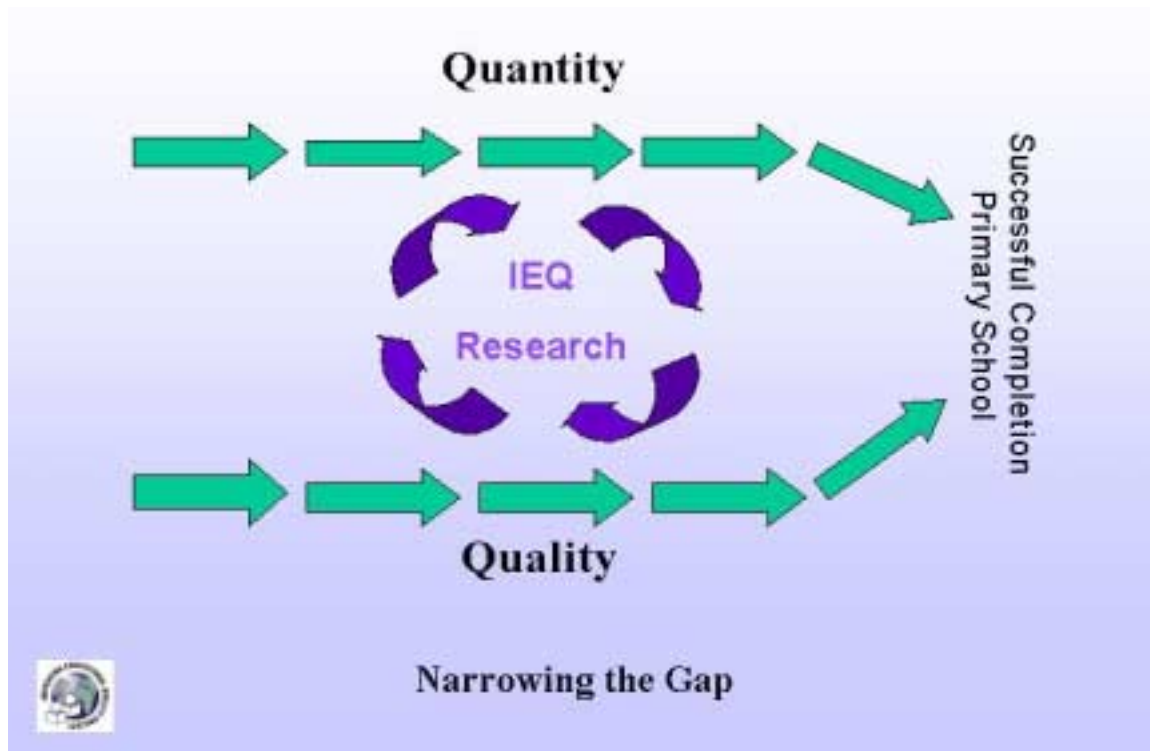 Quantity
IEQ
Research
Successful Completion
Primary School
Quality
Narrowing the Gap